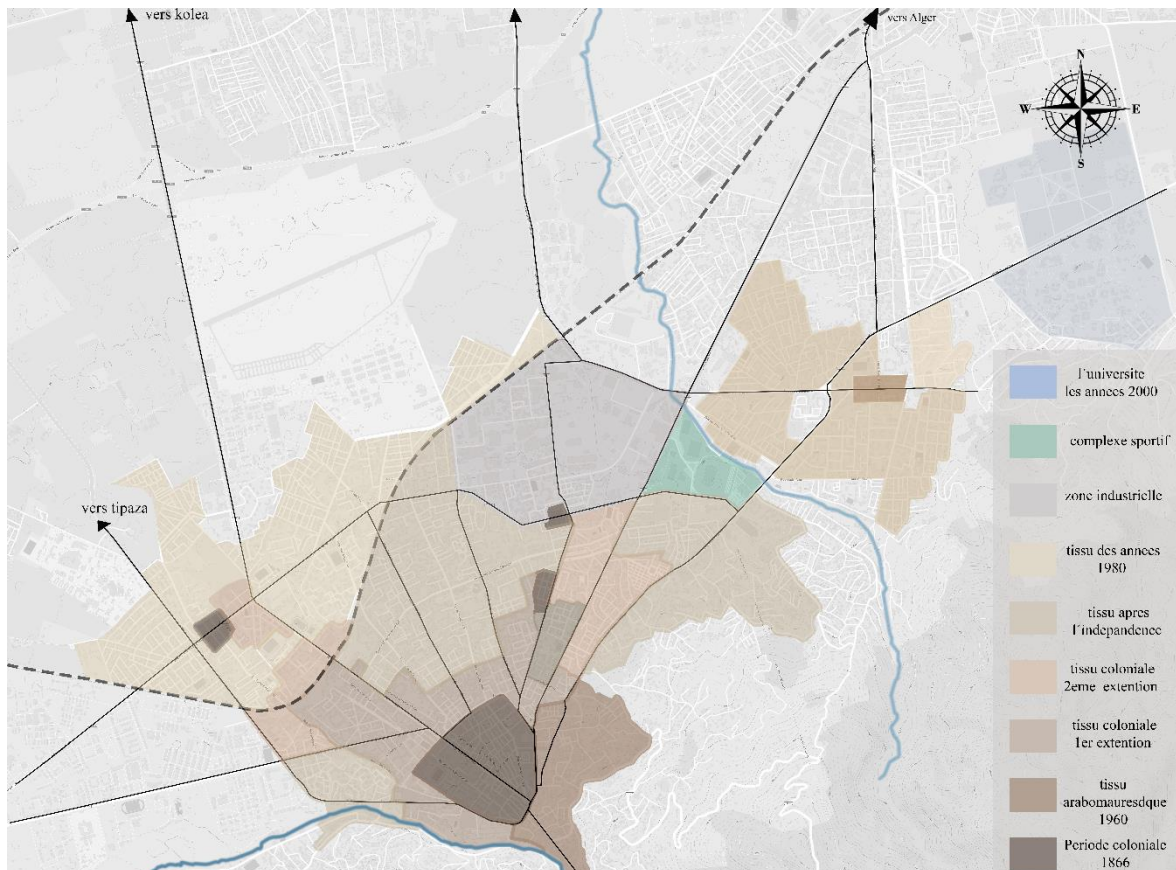 vers kolea
vers Alger
N
W
E
S
vers tipaza
l'universite
les annees 2000
complexe sportif
zone industrielle
tissu des annees
1980
tissu apres
l'indepandence
tissu coloniale
2eme extention
tissu coloniale
1er extention
tissu
arabomauresdque
1960
Periode coloniale
1866